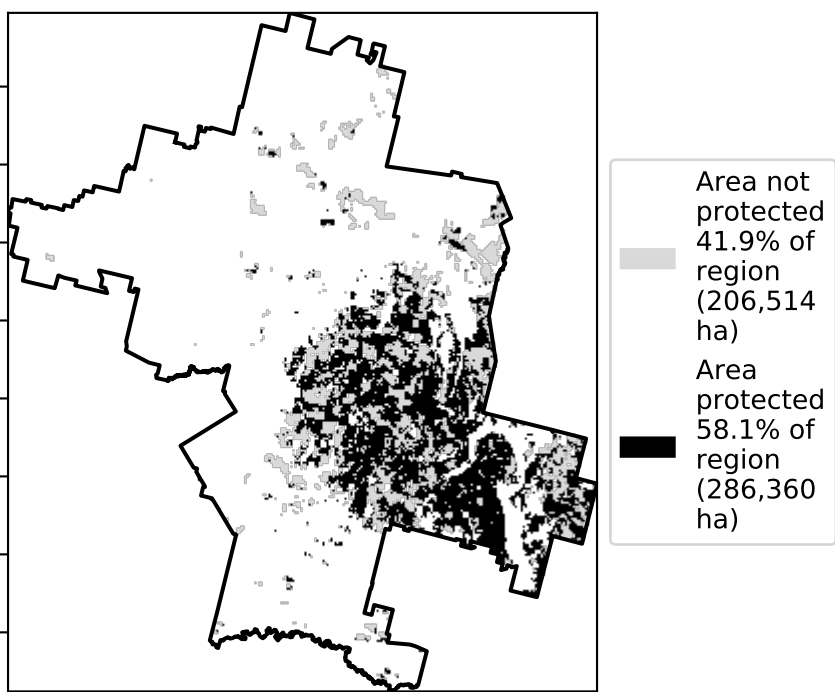 Area not
protected
41.9% of
region
(206,514
ha)
Area
protected
58.1% of
region
(286,360
ha)